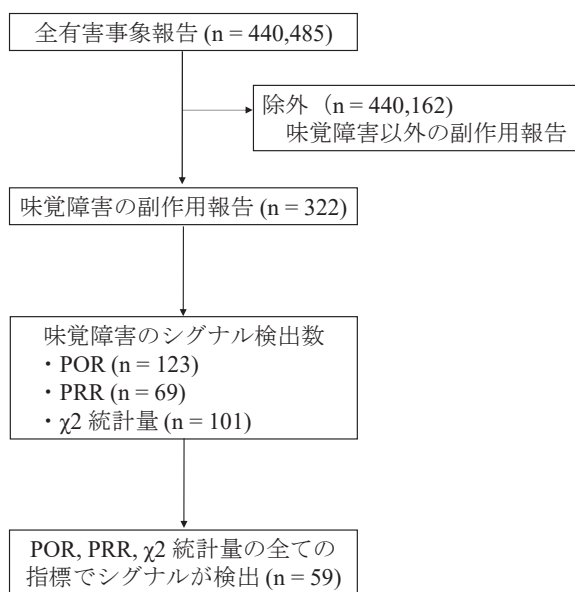 全有害事象報告 (n = 440,485)
除外（n = 440,162)
味覚障害以外の副作用報告
味覚障害の副作用報告 (n = 322)
味覚障害のシグナル検出数
・POR (n = 123)
・PRR (n = 69)
・χ2 統計量 (n = 101)
POR, PRR, χ2 統計量の全ての
指標でシグナルが検出 (n = 59)